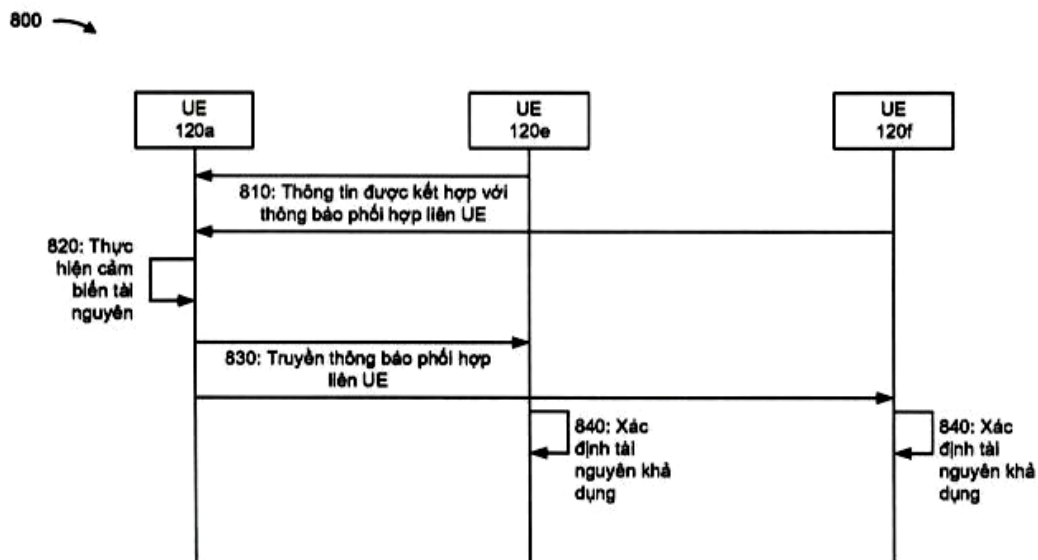 800
UE
120a
UE
120e
UE
120f
810: Thông tin được kết hợp với
thông báo phối hợp liên UE
820: Thực
hiện cảm
biến tài
nguyên
830: Truyền thông báo phối hợp
liên UE
840: Xác
định tài
nguyên khả
dụng
840: Xác
định tài
nguyên khả
dụng